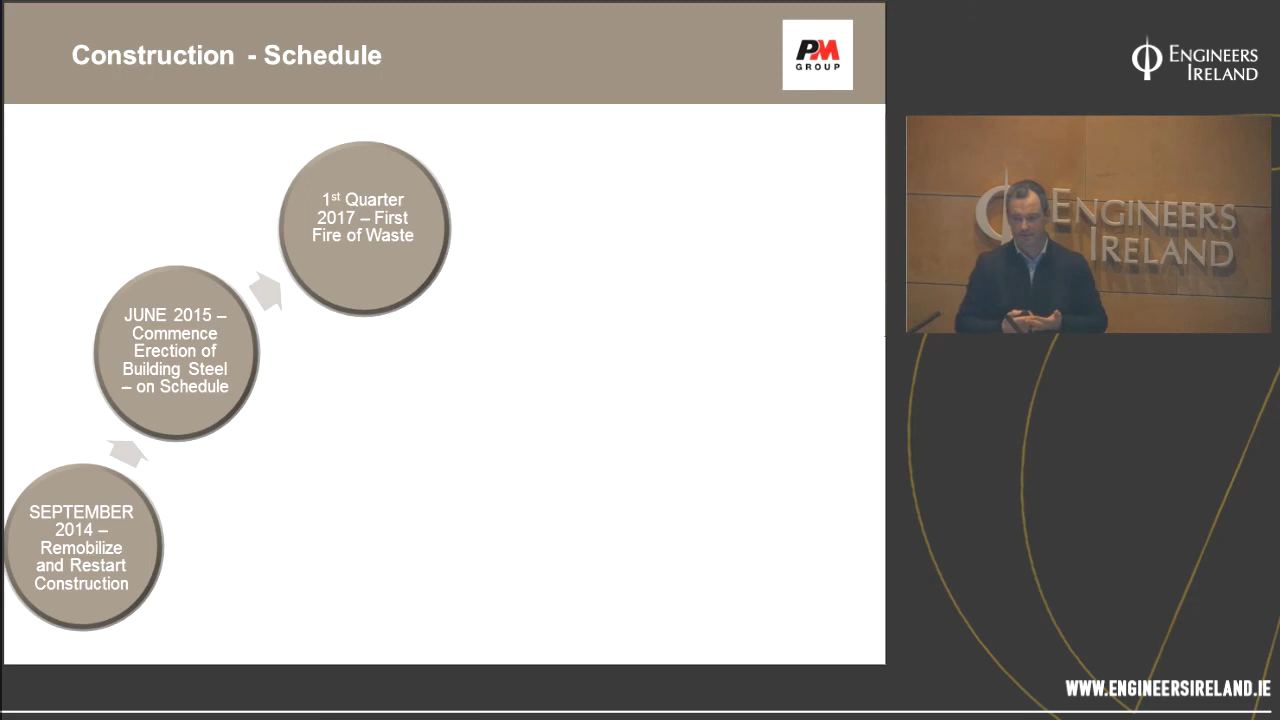 Construction - Schedule
PM
GROUP
ENGINEERS
IRELAND
1st Quarter
2017 – First
Fire of Waste
ENGINEERS
IRELAND
JUNE 2015 –
Commence
Erection of
Building Steel
– on Schedule
SEPTEMBER
2014 –
Remobilize
and Restart
Construction
WWW.ENGINEERSIRELAND.IE